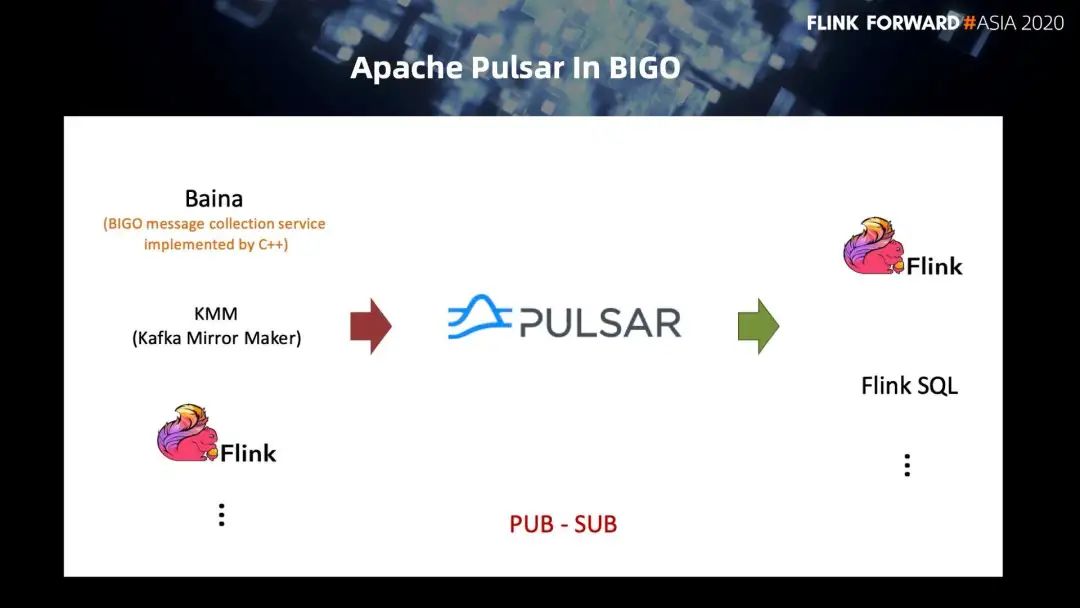 FLINK FORWARD#ASIA 2020
Apache Pulsar In BIGO
Baina
(BIGO message collection service
implemented by C++)
KMM
(Kafka Mirror Maker)
Flink
⋮
PULSAR
PUB - SUB
Flink
Flink SQL
⋮